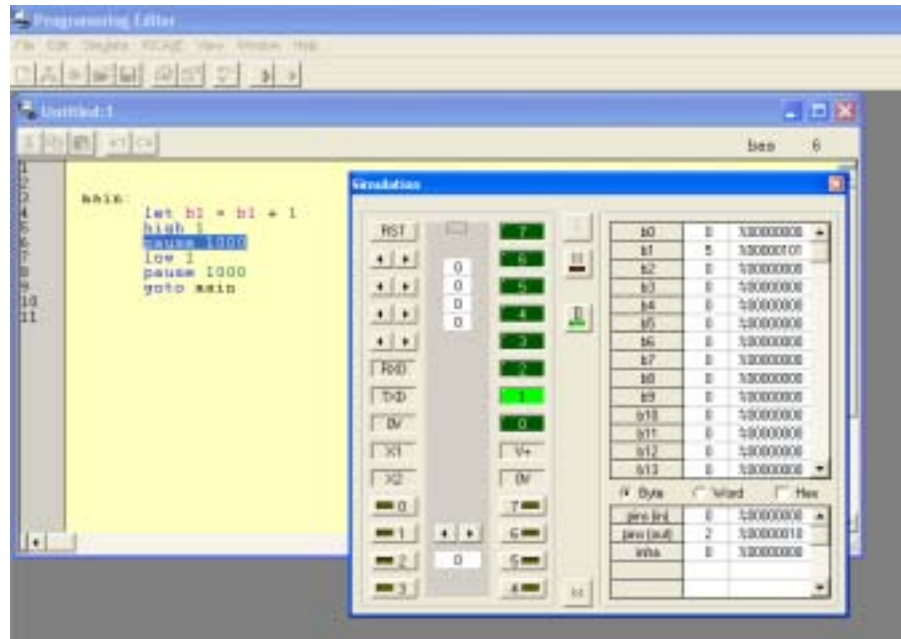 Programming Editor
File Edit Simulate PICAXE View Window Help
Untitled:1
bas 6
1
2
3 main:
4 let b1 = b1 + 1
5 high 1
6 pause 1000
7 low 1
8 pause 1000
9 goto main
10
11
Simulation
RST 7
6
0
5
0
4
0
0
3
RXD 2
TXD 1
0V 0
X1 V+
X2 0V
0 7
1 6
2 0 5
3 4
b0 0 %00000000
b1 5 %00000101
b2 0 %00000000
b3 0 %00000000
b4 0 %00000000
b5 0 %00000000
b6 0 %00000000
b7 0 %00000000
b8 0 %00000000
b9 0 %00000000
b10 0 %00000000
b11 0 %00000000
b12 0 %00000000
b13 0 %00000000
Byte Word Hex
pins (in) 0 %00000000
pins (out) 2 %00000010
infra 0 %00000000